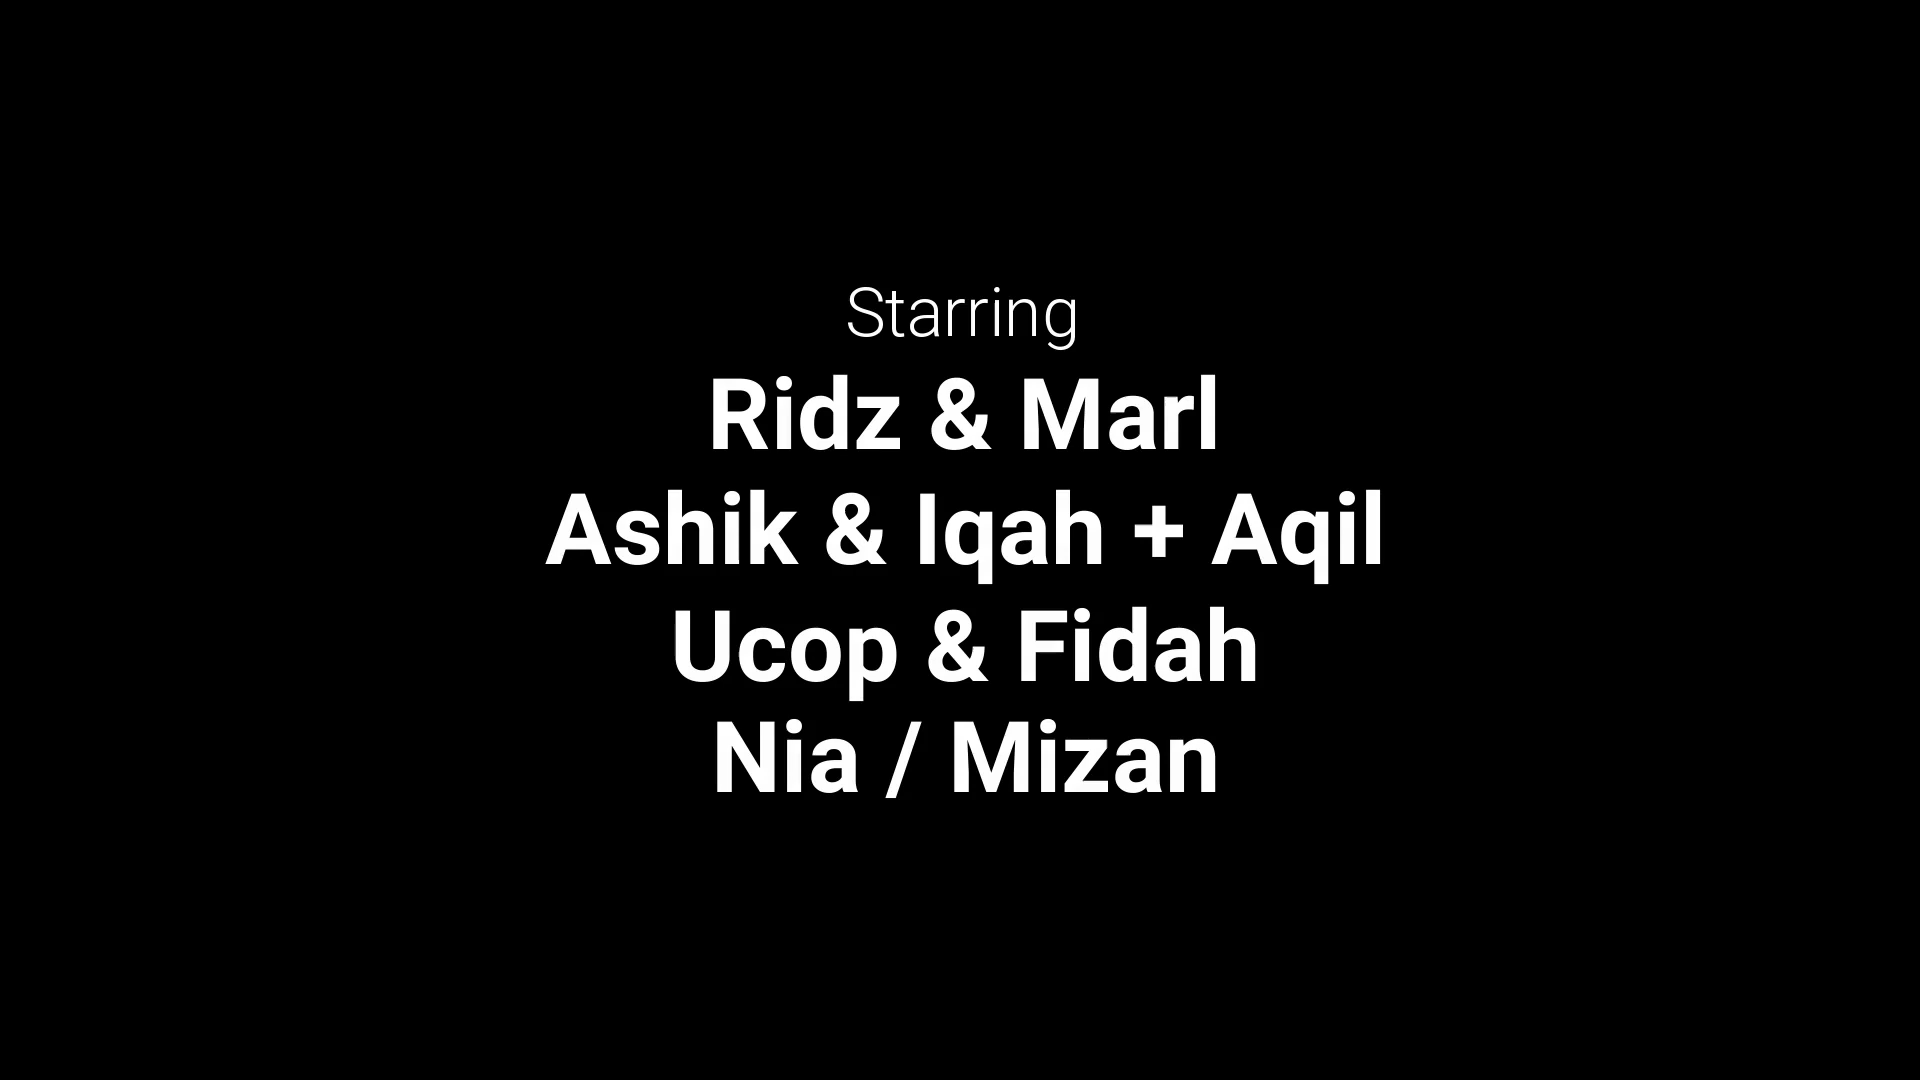 Starring
Ridz & Marl
Ashik & Iqah + Aqil
Ucop & Fidah
Nia / Mizan